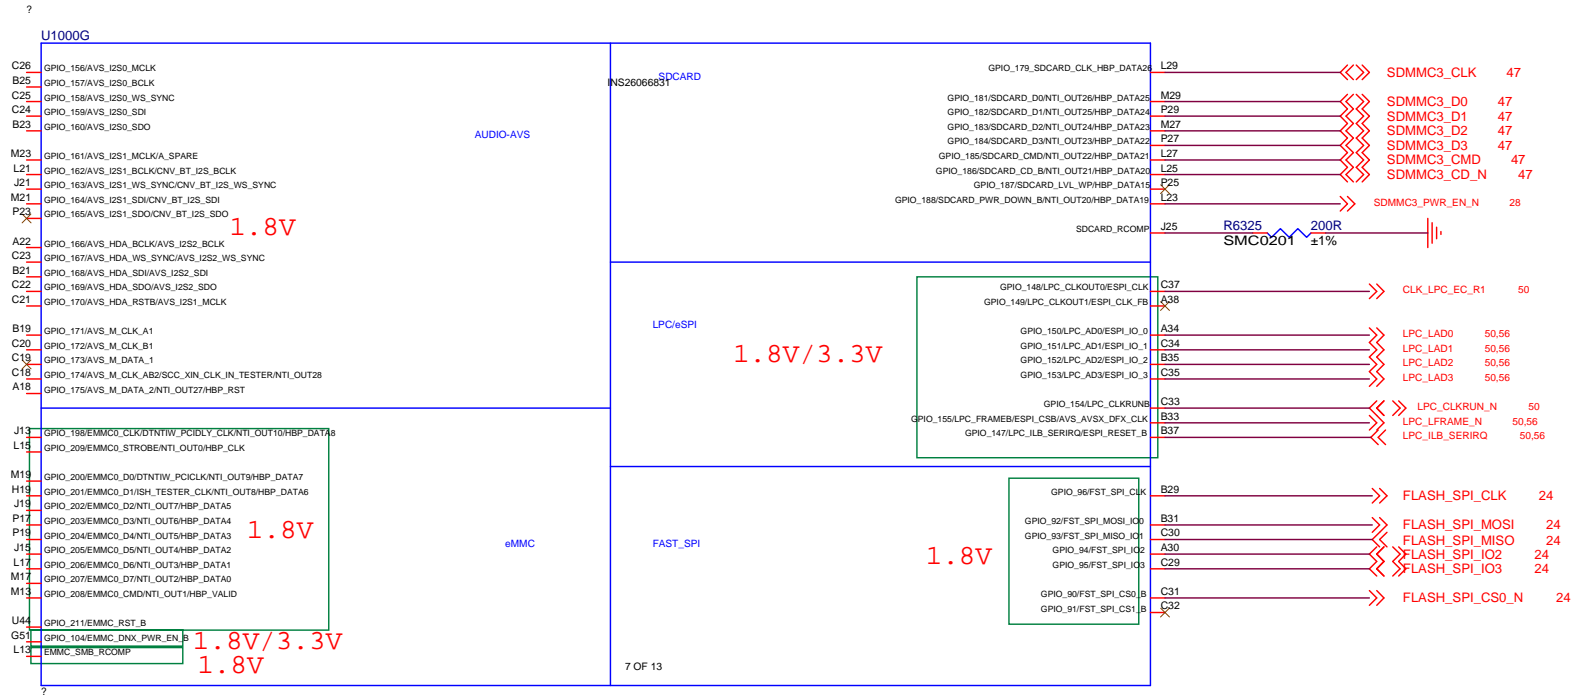 ?
U1000G
C26 GPIO_156/AVS_I2S0_MCLK
B25 GPIO_157/AVS_I2S0_BCLK
C25 GPIO_158/AVS_I2S0_WS_SYNC
C24 GPIO_159/AVS_I2S0_SDI
B23 GPIO_160/AVS_I2S0_SDO
AUDIO-AVS
M23 GPIO_161/AVS_I2S1_MCLK/A_SPARE
L21 GPIO_162/AVS_I2S1_BCLK/CNV_BT_I2S_BCLK
J21 GPIO_163/AVS_I2S1_WS_SYNC/CNV_BT_I2S_WS_SYNC
M21 GPIO_164/AVS_I2S1_SDI/CNV_BT_I2S_SDI
P23 GPIO_165/AVS_I2S1_SDO/CNV_BT_I2S_SDO
1.8V
A22 GPIO_166/AVS_HDA_BCLK/AVS_I2S2_BCLK
C23 GPIO_167/AVS_HDA_WS_SYNC/AVS_I2S2_WS_SYNC
B21 GPIO_168/AVS_HDA_SDI/AVS_I2S2_SDI
C22 GPIO_169/AVS_HDA_SDO/AVS_I2S2_SDO
C21 GPIO_170/AVS_HDA_RSTB/AVS_I2S1_MCLK
B19 GPIO_171/AVS_M_CLK_A1
C20 GPIO_172/AVS_M_CLK_B1
C19 GPIO_173/AVS_M_DATA_1
C18 GPIO_174/AVS_M_CLK_AB2/SCC_XIN_CLK_IN_TESTER/NTI_OUT28
A18 GPIO_175/AVS_M_DATA_2/NTI_OUT27/HBP_RST
J13 GPIO_198/EMMC0_CLK/DTNTIW_PCIDLY_CLK/NTI_OUT10/HBP_DATA8
L15 GPIO_209/EMMC0_STROBE/NTI_OUT0/HBP_CLK
M19 GPIO_200/EMMC0_D0/DTNTIW_PCICLK/NTI_OUT9/HBP_DATA7
H19 GPIO_201/EMMC0_D1/ISH_TESTER_CLK/NTI_OUT8/HBP_DATA6
J19 GPIO_202/EMMC0_D2/NTI_OUT7/HBP_DATA5
P17 GPIO_203/EMMC0_D3/NTI_OUT6/HBP_DATA4
P19 GPIO_204/EMMC0_D4/NTI_OUT5/HBP_DATA3
J15 GPIO_205/EMMC0_D5/NTI_OUT4/HBP_DATA2
L17 GPIO_206/EMMC0_D6/NTI_OUT3/HBP_DATA1
M17 GPIO_207/EMMC0_D7/NTI_OUT2/HBP_DATA0
M13 GPIO_208/EMMC0_CMD/NTI_OUT1/HBP_VALID
1.8V
eMMC
U44 GPIO_211/EMMC_RST_B
G51 GPIO_104/EMMC_DNX_PWR_EN_B 1.8V/3.3V
L13 EMMC_SMB_RCOMP 1.8V
?
INS26066831
SDCARD
GPIO_179_SDCARD_CLK_HBP_DATA26 L29 SDMMC3_CLK 47
GPIO_181/SDCARD_D0/NTI_OUT26/HBP_DATA25 M29 SDMMC3_D0 47
GPIO_182/SDCARD_D1/NTI_OUT25/HBP_DATA24 P29 SDMMC3_D1 47
GPIO_183/SDCARD_D2/NTI_OUT24/HBP_DATA23 M27 SDMMC3_D2 47
GPIO_184/SDCARD_D3/NTI_OUT23/HBP_DATA22 P27 SDMMC3_D3 47
GPIO_185/SDCARD_CMD/NTI_OUT22/HBP_DATA21 L27 SDMMC3_CMD 47
GPIO_186/SDCARD_CD_B/NTI_OUT21/HBP_DATA20 L25 SDMMC3_CD_N 47
GPIO_187/SDCARD_LVL_WP/HBP_DATA15 P25
GPIO_188/SDCARD_PWR_DOWN_B/NTI_OUT20/HBP_DATA19 L23 SDMMC3_PWR_EN_N 28
SDCARD_RCOMP J25 R6325 200R
SMC0201 ±1%
LPC/eSPI
1.8V/3.3V
GPIO_148/LPC_CLKOUT0/ESPI_CLK C37 CLK_LPC_EC_R1 50
GPIO_149/LPC_CLKOUT1/ESPI_CLK_FB A38
GPIO_150/LPC_AD0/ESPI_IO_0 A34 LPC_LAD0 50,56
GPIO_151/LPC_AD1/ESPI_IO_1 C34 LPC_LAD1 50,56
GPIO_152/LPC_AD2/ESPI_IO_2 B35 LPC_LAD2 50,56
GPIO_153/LPC_AD3/ESPI_IO_3 C35 LPC_LAD3 50,56
GPIO_154/LPC_CLKRUNB C33 LPC_CLKRUN_N 50
GPIO_155/LPC_FRAMEB/ESPI_CSB/AVS_AVSX_DFX_CLK B33 LPC_LFRAME_N 50,56
GPIO_147/LPC_ILB_SERIRQ/ESPI_RESET_B B37 LPC_ILB_SERIRQ 50,56
FAST_SPI
1.8V
GPIO_96/FST_SPI_CLK B29 FLASH_SPI_CLK 24
GPIO_92/FST_SPI_MOSI_IO0 B31 FLASH_SPI_MOSI 24
GPIO_93/FST_SPI_MISO_IO1 C30 FLASH_SPI_MISO 24
GPIO_94/FST_SPI_IO2 A30 FLASH_SPI_IO2 24
GPIO_95/FST_SPI_IO3 C29 FLASH_SPI_IO3 24
GPIO_90/FST_SPI_CS0_B C31 FLASH_SPI_CS0_N 24
GPIO_91/FST_SPI_CS1_B C32
7 OF 13